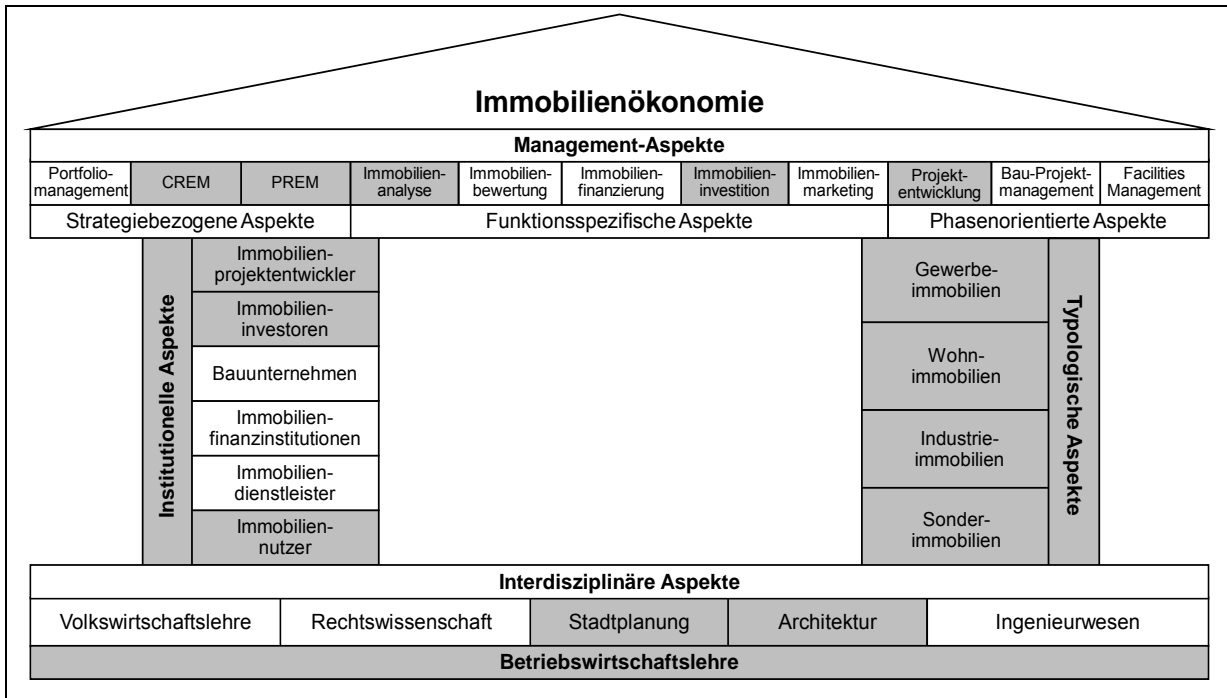 Immobilienökonomie
Management-Aspekte
Portfolio-
management
CREM
PREM
Immobilien-
analyse
Immobilien-
bewertung
Immobilien-
finanzierung
Immobilien-
investition
Immobilien-
marketing
Projekt-
entwicklung
Bau-Projekt-
management
Facilities
Management
Strategiebezogene Aspekte
Funktionsspezifische Aspekte
Phasenorientierte Aspekte
Institutionelle Aspekte
Immobilien-
projektentwickler
Immobilien-
investoren
Bauunternehmen
Immobilien-
finanzinstitutionen
Immobilien-
dienstleister
Immobilien-
nutzer
Gewerbe-
immobilien
Wohn-
immobilien
Industrie-
immobilien
Sonder-
immobilien
Typologische Aspekte
Interdisziplinäre Aspekte
Volkswirtschaftslehre
Rechtswissenschaft
Stadtplanung
Architektur
Ingenieurwesen
Betriebswirtschaftslehre